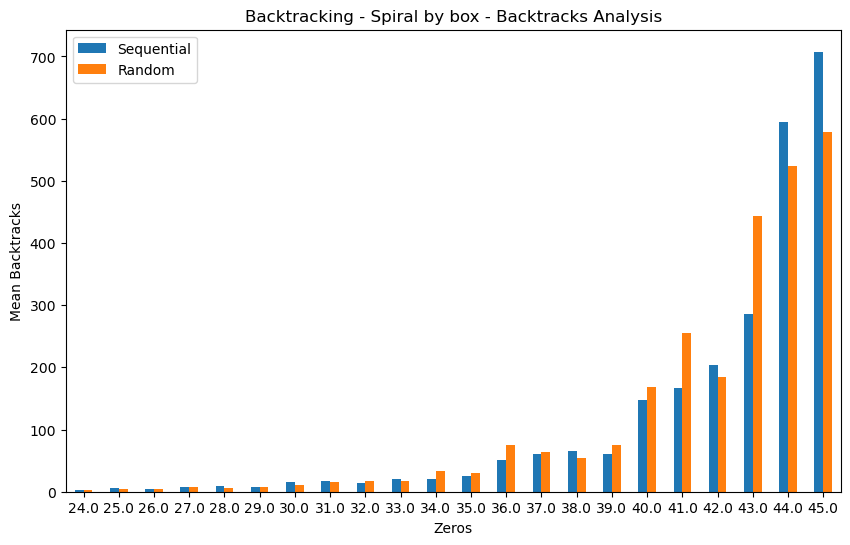 Backtracking - Spiral by box - Backtracks Analysis
Sequential
Random
Mean Backtracks
700
600
500
400
300
200
100
0
24.0 25.0 26.0 27.0 28.0 29.0 30.0 31.0 32.0 33.0 34.0 35.0 36.0 37.0 38.0 39.0 40.0 41.0 42.0 43.0 44.0 45.0
Zeros